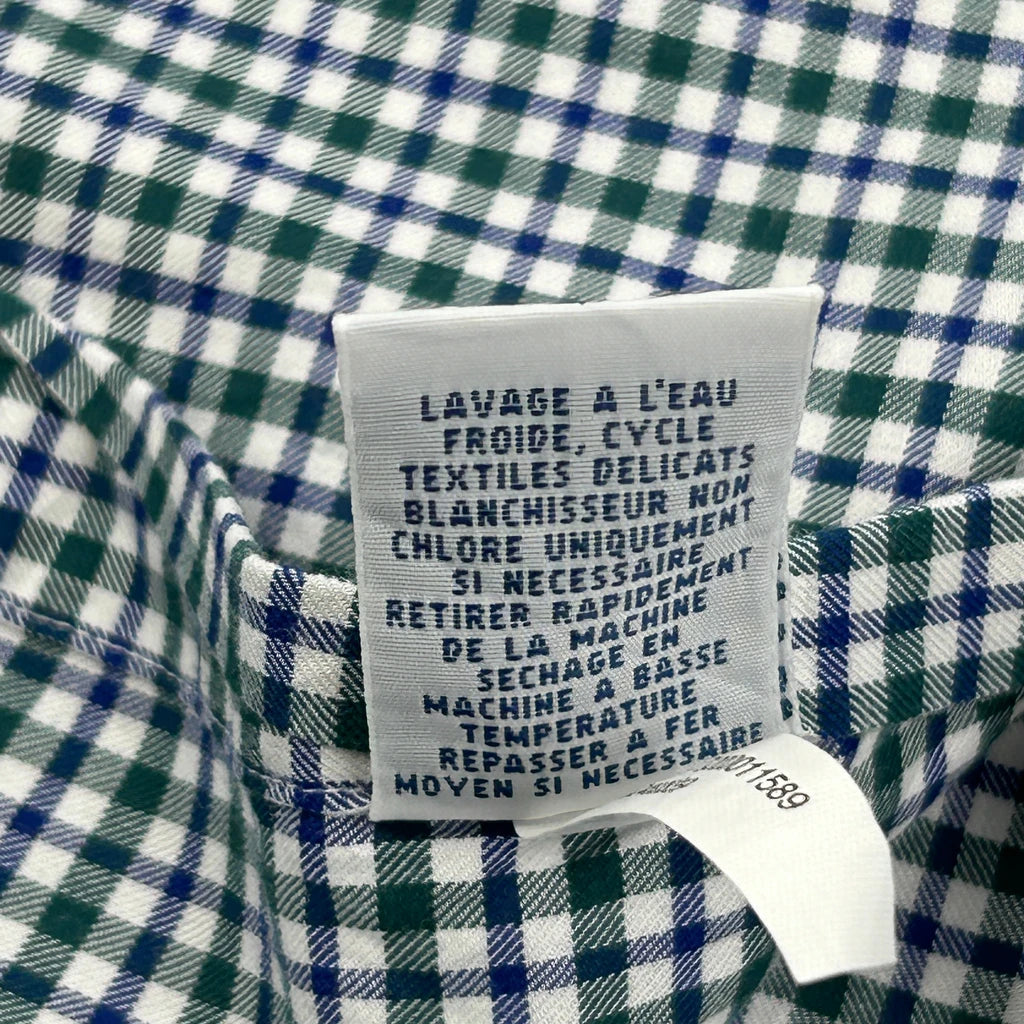 LAVAGE A L'EAU
FROIDE, CYCLE
TEXTILES DELICATS
BLANCHISSEUR NON
CHLORE UNIQUEMENT
SI NECESSAIRE
RETIRER RAPIDEMENT
DE LA MACHINE
SECHAGE EN
MACHINE A BASSE
TEMPERATURE
REPASSER A FER
MOYEN SI NECESSAIRE